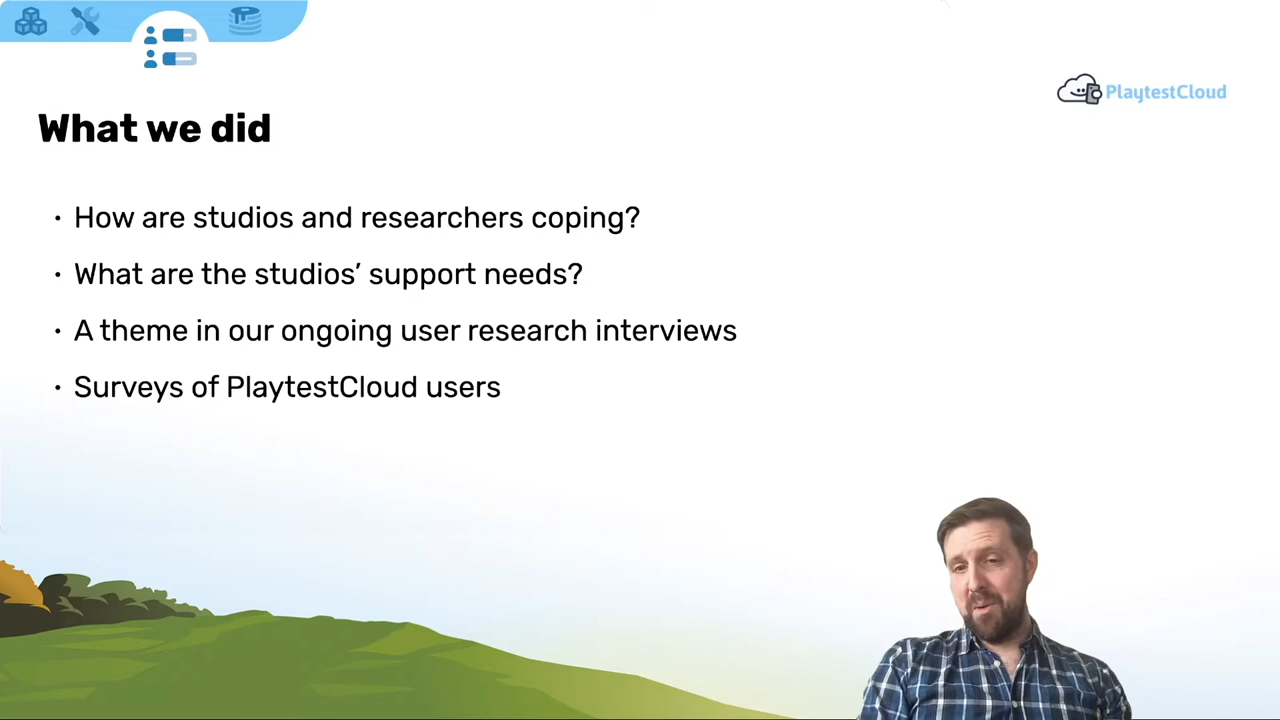 PlaytestCloud
What we did
· How are studios and researchers coping?
· What are the studios’ support needs?
· A theme in our ongoing user research interviews
· Surveys of PlaytestCloud users